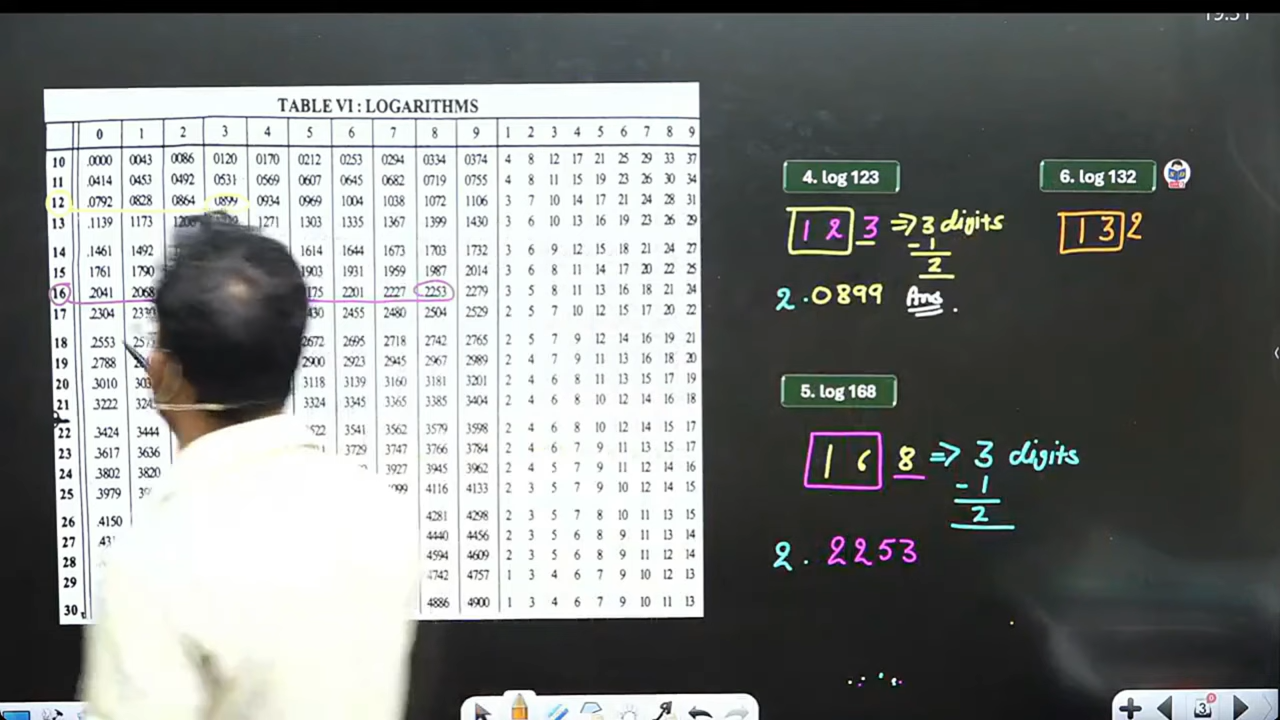 TABLE VI : LOGARITHMS
0 1 2 3 4 5 6 7 8 9 1 2 3 4 5 6 7 8 9
10 .0000 0043 0086 0120 0170 0212 0253 0294 0334 0374 4 8 12 17 21 25 29 33 37
11 .0414 0453 0492 0531 0569 0607 0645 0682 0719 0755 4 8 11 15 19 23 26 30 34
12 .0792 0828 0864 0899 0934 0969 1004 1038 1072 1106 3 7 10 14 17 21 24 28 31
13 .1139 1173 1271 1303 1335 1367 1399 1430 3 6 10 13 16 19 23 26 29
14 .1461 1492 1614 1644 1673 1703 1732 3 6 9 12 15 18 21 24 27
15 1761 1790 1903 1931 1959 1987 2014 3 6 8 11 14 17 20 22 25
16 .2041 2068 2201 2227 2253 2279 3 5 8 11 13 16 18 21 24
17 .2304 2455 2480 2504 2529 2 5 7 10 12 15 17 20 22
18 .2553 2672 2695 2718 2742 2765 2 5 7 9 12 14 16 19 21
19 .2788 2900 2923 2945 2967 2989 2 4 7 9 11 13 16 18 20
20 .3010 3118 3139 3160 3181 3201 2 4 6 8 11 13 15 17 19
21 .3222 3324 3345 3365 3385 3404 2 4 6 8 10 12 14 16 18
22 .3424 3444 3541 3562 3579 3598 2 4 6 8 10 12 14 15 17
23 .3617 3636 3729 3747 3766 3784 2 4 6 7 9 11 13 15 17
24 .3802 3820 3927 3945 3962 2 4 5 7 9 11 12 14 16
25 .3979 4116 4133 2 3 5 7 9 10 12 14 15
26 .4150 4281 4298 2 3 5 7 8 10 11 13 15
27 4440 4456 2 3 5 6 8 9 11 13 14
28 4594 4609 2 3 5 6 8 9 11 12 14
29 4742 4757 1 3 4 6 7 9 10 12 13
30 4886 4900 1 3 4 6 7 9 10 11 13
4. log 123
1 2 3 => 3 digits
- 1
2
2.0899 Ans.
5. log 168
1 6 8 => 3 digits
- 1
2
2.2253
6. log 132
1 3 2
3